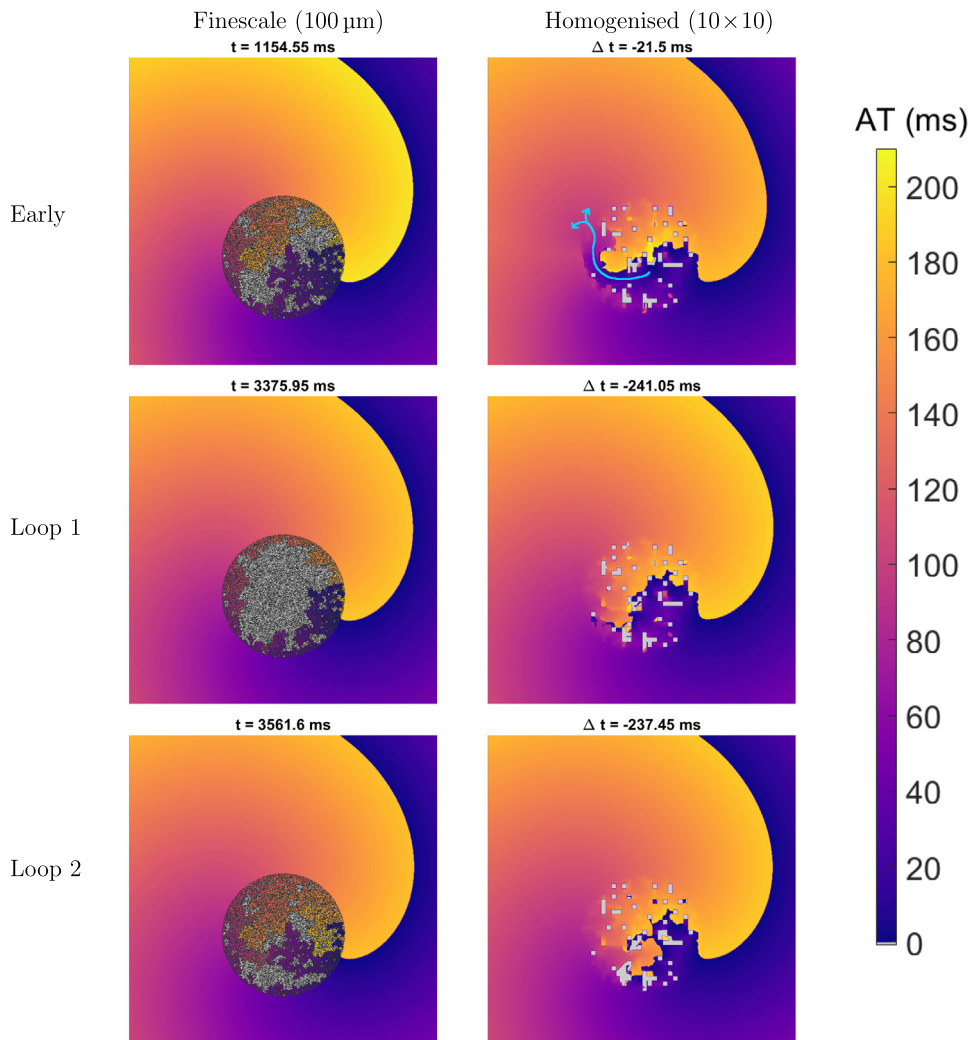 Finescale (100 µm)
Homogenised (10×10)
t = 1154.55 ms
Δ t = -21.5 ms
AT (ms)
Early
t = 3375.95 ms
Δ t = -241.05 ms
Loop 1
t = 3561.6 ms
Δ t = -237.45 ms
Loop 2
200
180
160
140
120
100
80
60
40
20
0